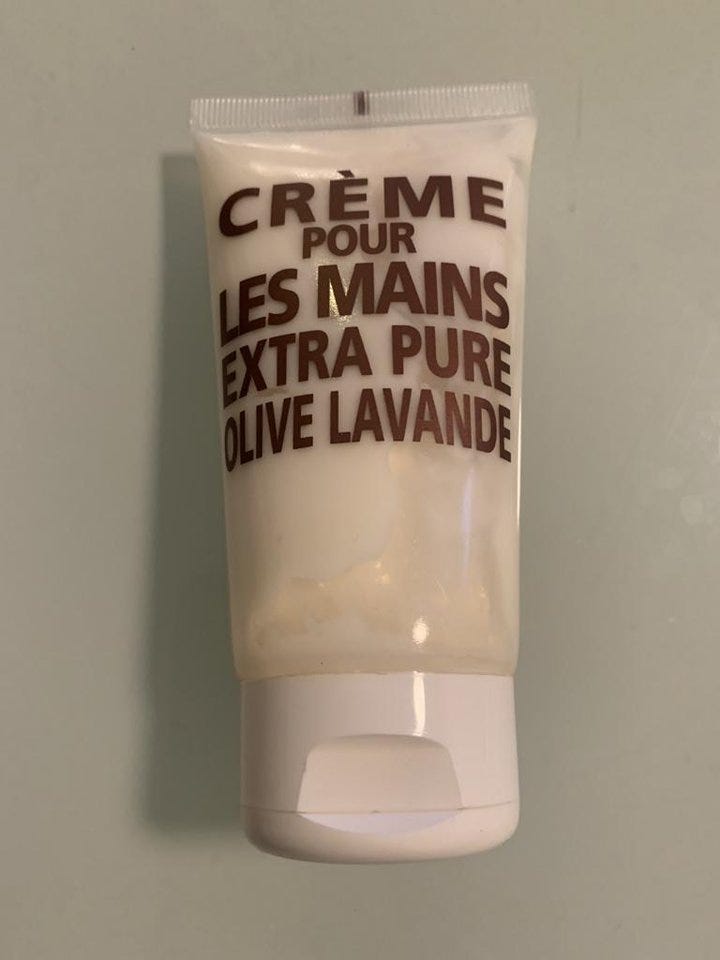 CRÈME
POUR
LES MAINS
EXTRA PURE
OLIVE LAVANDE